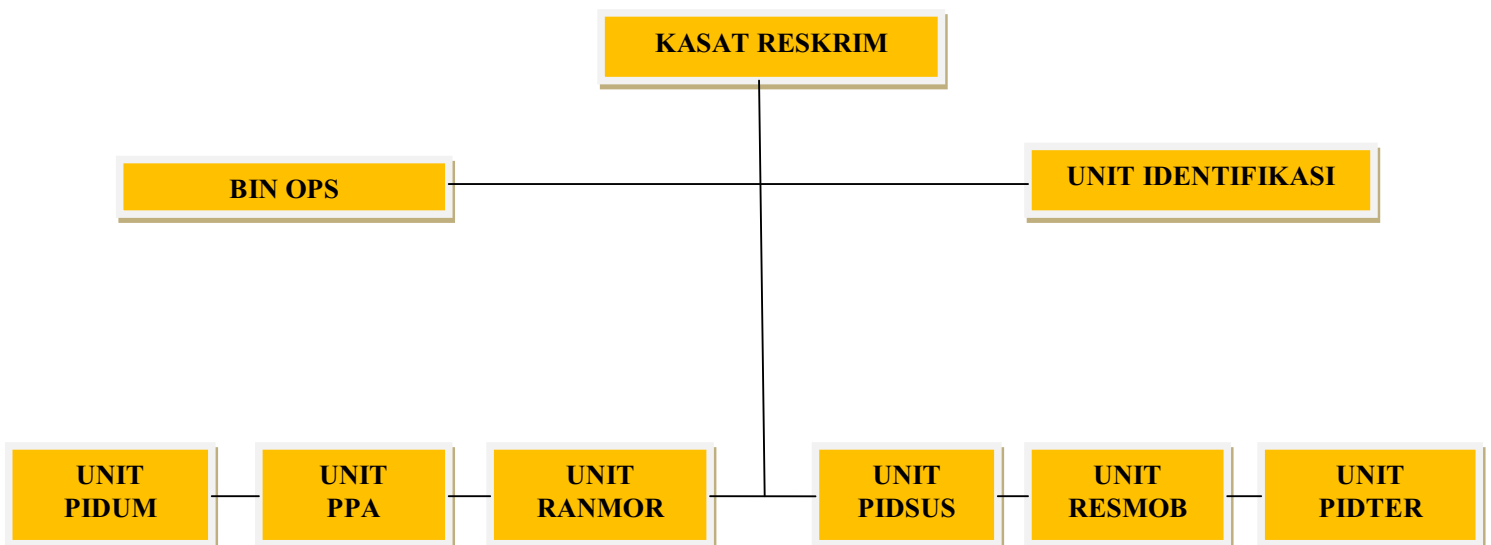 KASAT RESKRIM
BIN OPS
UNIT IDENTIFIKASI
UNIT
PIDUM
UNIT
PPA
UNIT
RANMOR
UNIT
PIDSUS
UNIT
RESMOB
UNIT
PIDTER